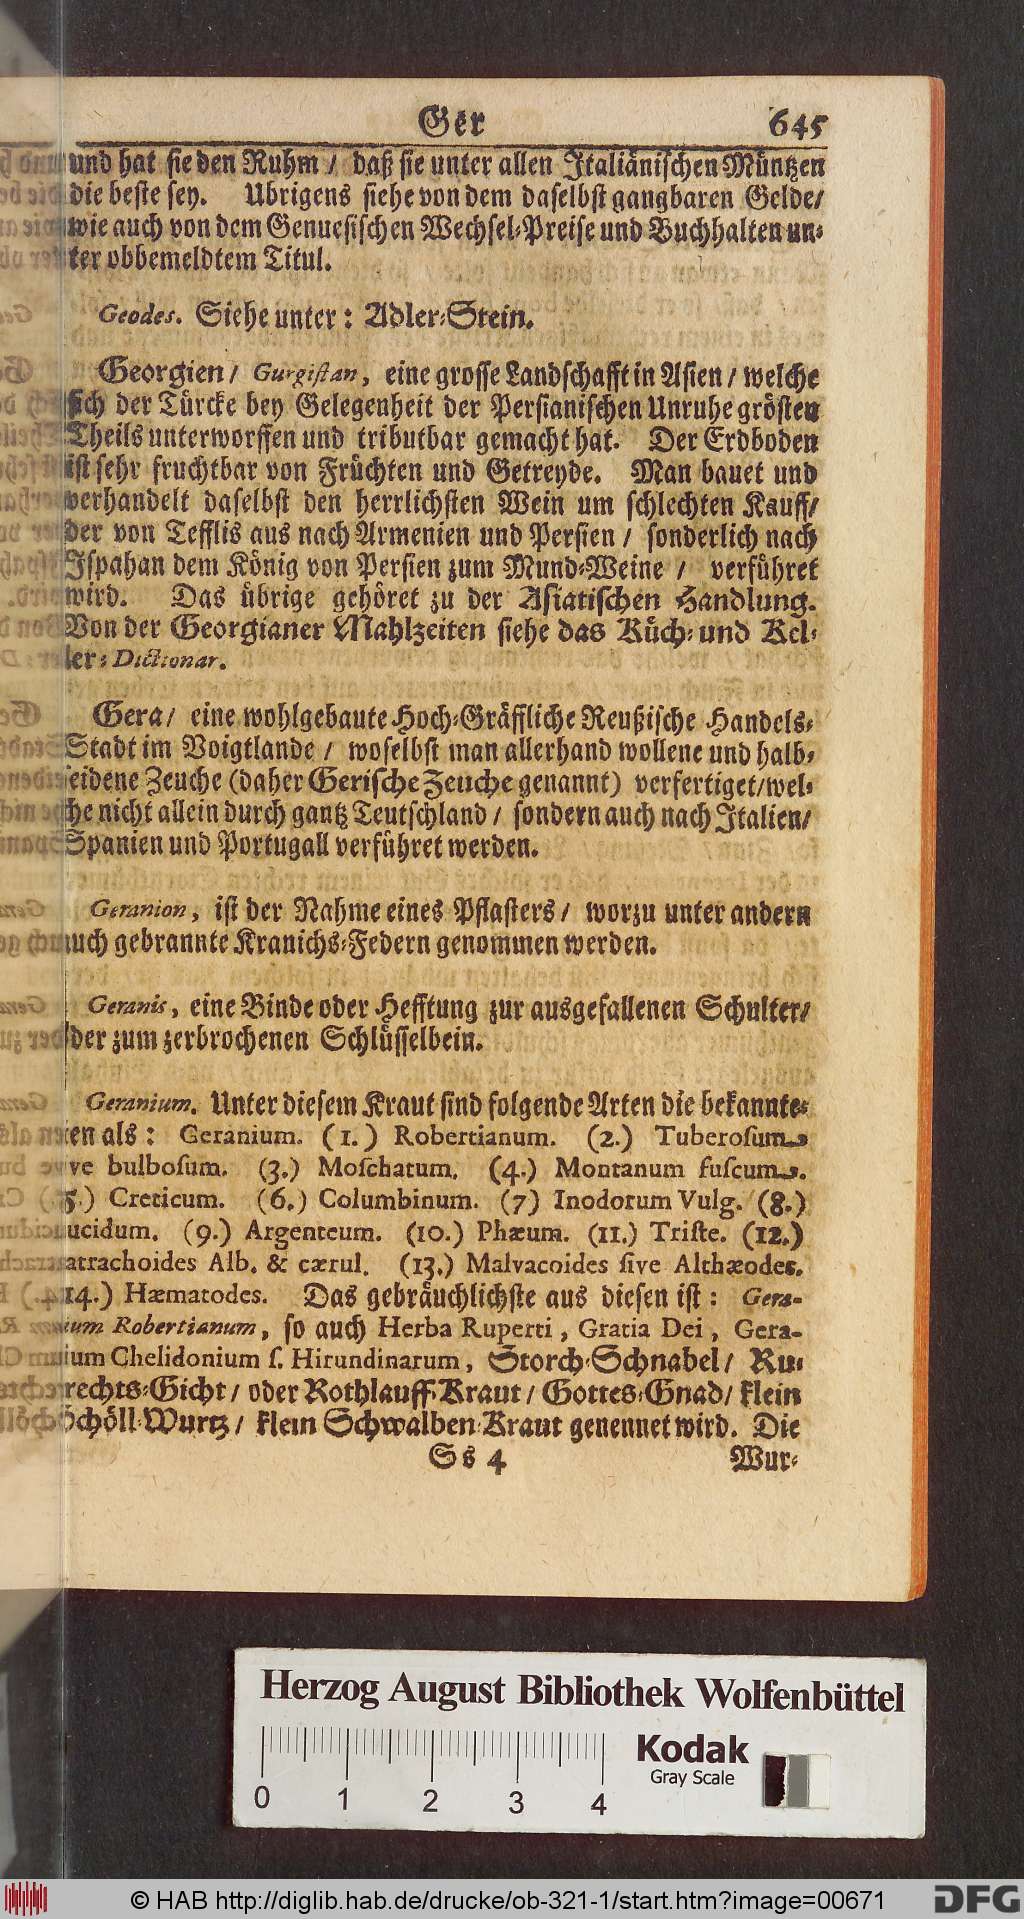 Ger 645
und hat sie den Ruhm / daß sie unter allen Italiänischen Müntzen
die beste sey. Ubrigens siehe von dem daselbst gangbaren Gelde/
wie auch von dem Genuesischen Wechsel-Preise und Buchhalten un-
ter obbemeldtem Titul.
Geodes. Siehe unter: Adler-Stein.
Georgien/ Gurgistan, eine grosse Landschafft in Asien / welche
sich der Türcke bey Gelegenheit der Persianischen Unruhe grösten
Theils unterworffen und tributbar gemacht hat. Der Erdboden
ist sehr fruchtbar von Früchten und Getreyde. Man bauet und
verhandelt daselbst den herrlichsten Wein um schlechten Kauff/
der von Tefflis aus nach Armenien und Persien / sonderlich nach
Ispahan dem König von Persien zum Mund-Weine / verführet
wird. Das übrige gehöret zu der Asiatischen Handlung.
Von der Georgianer Mahlzeiten siehe das Küch- und Kel-
ler-Dictionar.
Gera/ eine wohlgebaute Hoch-Gräffliche Reußische Handels-
Stadt im Voigtlande / woselbst man allerhand wollene und halb-
seidene Zeuche (daher Gerische Zeuche genannt) verfertiget/wel-
che nicht allein durch gantz Teutschland / sondern auch nach Italien/
Spanien und Portugall verführet werden.
Geranion, ist der Nahme eines Pflasters / worzu unter andern
auch gebrannte Kranichs-Federn genommen werden.
Geranis, eine Binde oder Hefftung zur ausgefallenen Schulter/
oder zum zerbrochenen Schlüsselbein.
Geranium. Unter diesem Kraut sind folgende Arten die bekannte-
ren als: Geranium. (1.) Robertianum. (2.) Tuberosum
sive bulbosum. (3.) Moschatum. (4.) Montanum fuscum.
(5.) Creticum. (6.) Columbinum. (7) Inodorum Vulg. (8.)
Lucidum. (9.) Argenteum. (10.) Phæum. (11.) Triste. (12.)
Batrachoides Alb. & cærul. (13.) Malvacoides sive Althæodes.
(14.) Hæmatodes. Das gebräuchlichste aus diesen ist: Gera-
nium Robertianum, so auch Herba Ruperti, Gratia Dei, Gera-
nium Chelidonium s. Hirundinarum, Storch-Schnabel/ Ru-
prechts-Gicht/ oder Rothlauff-Kraut/ Gottes-Gnad/ klein
Schöll-Wurtz/ klein Schwalben-Kraut genennet wird. Die
Ss 4 Wur-
Herzog August Bibliothek Wolfenbüttel
Kodak
Gray Scale
0 1 2 3 4
© HAB http://diglib.hab.de/drucke/ob-321-1/start.htm?image=00671
DFG